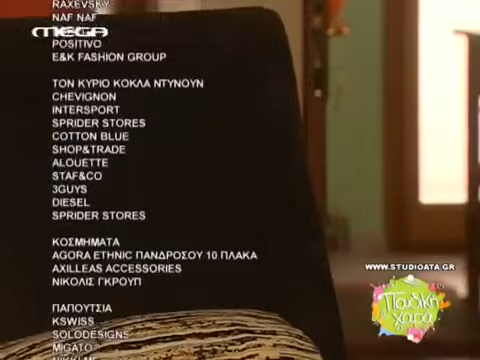 RAXEVSKY
NAF NAF
MEGA
POSITIVO
E&K FASHION GROUP
ΤΟΝ ΚΥΡΙΟ ΚΟΚΛΑ ΝΤΥΝΟΥΝ
CHEVIGNON
INTERSPORT
SPRIDER STORES
COTTON BLUE
SHOP&TRADE
ALOUETTE
STAF&CO
3GUYS
DIESEL
SPRIDER STORES
ΚΟΣΜΗΜΑΤΑ
AGORA ETHNIC ΠΑΝΔΡΟΣΟΥ 10 ΠΛΑΚΑ
AXILLEAS ACCESSORIES
ΝΙΚΟΛΙΣ ΓΚΡΟΥΠ
ΠΑΠΟΥΤΣΙΑ
KSWISS
SOLODESIGNS
MIGATO
WWW.STUDIOATA.GR
Παιδική
χαρά